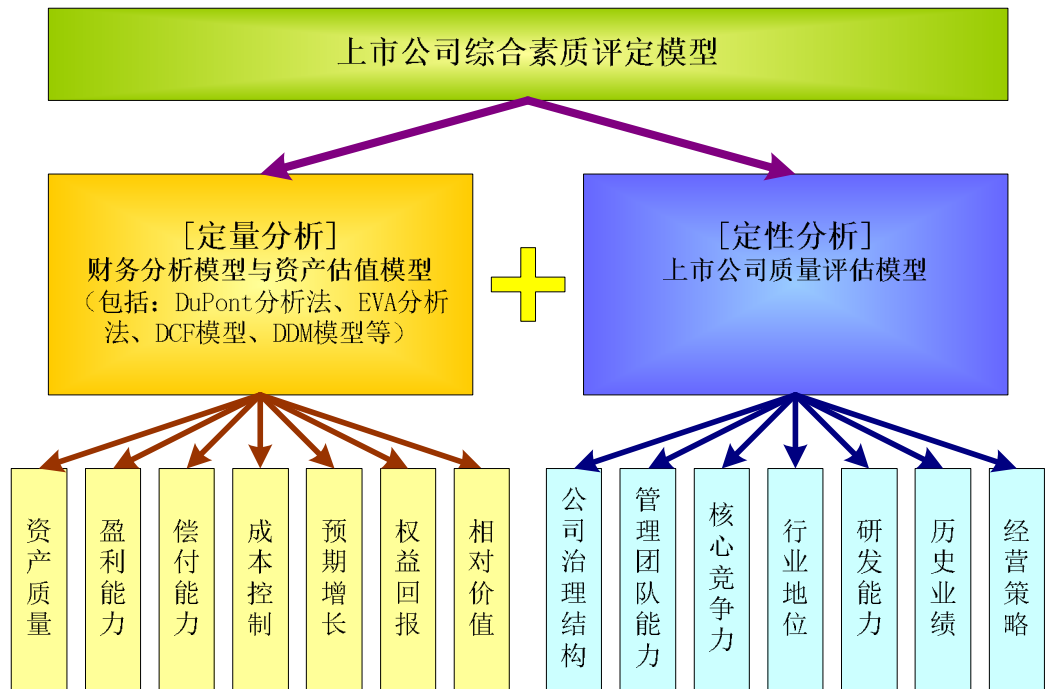 上市公司综合素质评定模型
[定量分析]
财务分析模型与资产估值模型
（包括：DuPont分析法、EVA分析
法、DCF模型、DDM模型等）
[定性分析]
上市公司质量评估模型
资产质量
盈利能力
偿付能力
成本控制
预期增长
权益回报
相对价值
公司治理结构
管理团队能力
核心竞争力
行业地位
研发能力
历史业绩
经营策略